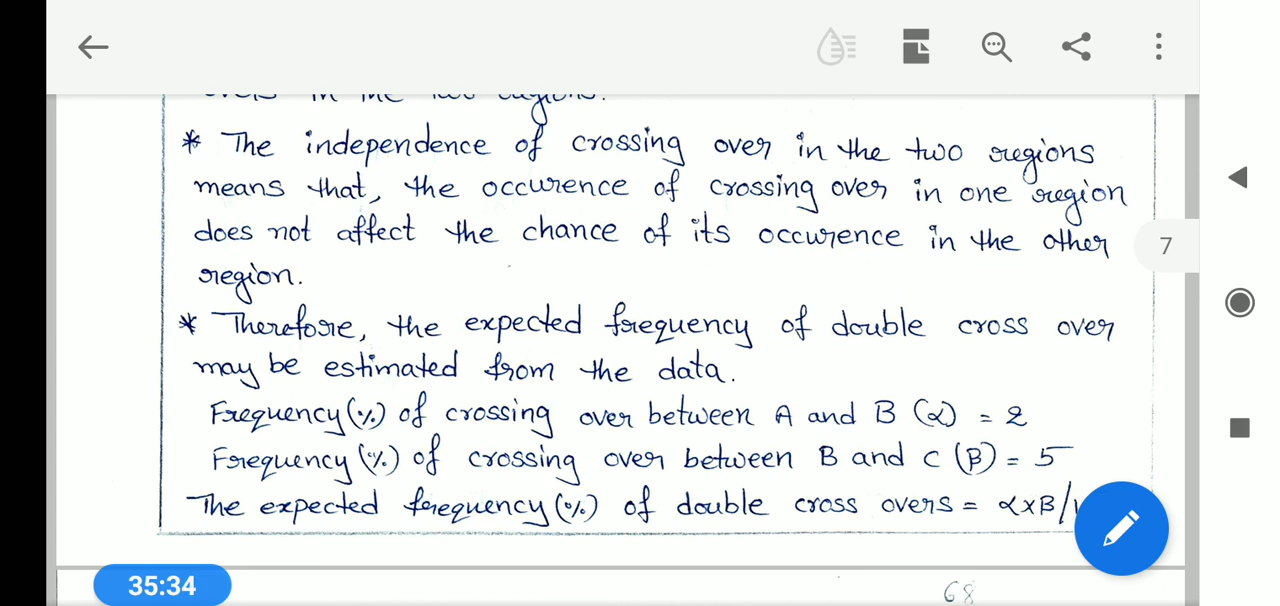 * The independence of crossing over in the two regions
means that, the occurence of crossing over in one region
does not affect the chance of its occurence in the other
region.
* Therefore, the expected frequency of double cross over
may be estimated from the data.
Frequency (%) of crossing over between A and B (α) = 2
Frequency (%) of crossing over between B and C (β) = 5
The expected frequency (%) of double cross overs = α×β/
7
35:34
68